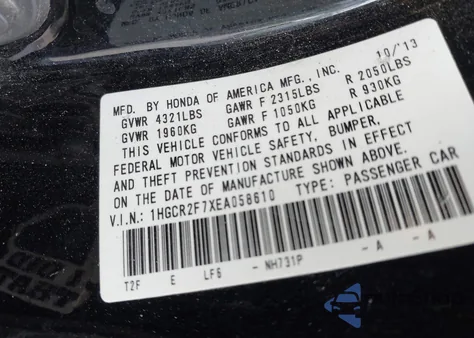 MFD. BY HONDA OF AMERICA MFG., INC. 10/13
GVWR 4321LBS GAWR F 2315LBS R 2050LBS
GVWR 1960KG GAWR F 1050KG R 930KG
THIS VEHICLE CONFORMS TO ALL APPLICABLE
FEDERAL MOTOR VEHICLE SAFETY, BUMPER,
AND THEFT PREVENTION STANDARDS IN EFFECT
ON THE DATE OF MANUFACTURE SHOWN ABOVE.
V.I.N.: 1HGCR2F7XEA058610 TYPE: PASSENGER CAR
T2F E LF6 - NH731P -A -A